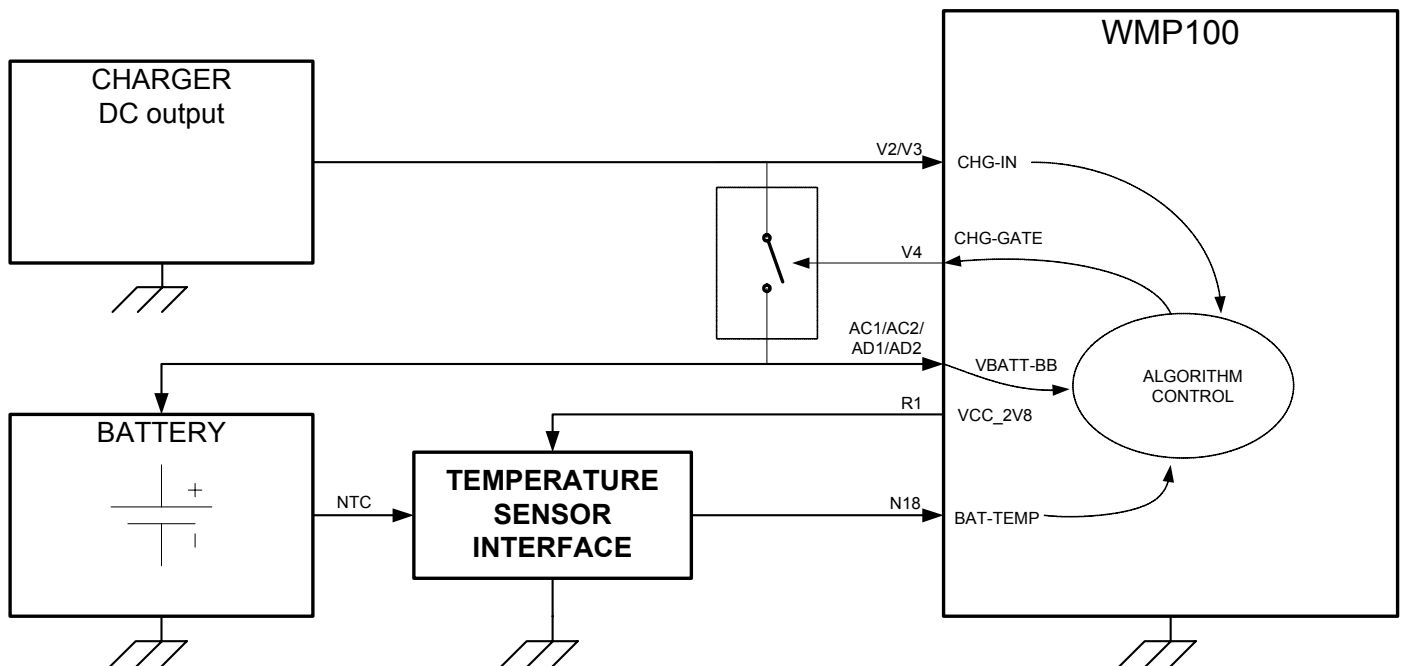 WMP100
CHARGER
DC output
V2/V3
CHG-IN
CHG-GATE
V4
AC1/AC2/
AD1/AD2
VBATT-BB
ALGORITHM
CONTROL
R1
VCC_2V8
BATTERY
+
-
NTC
TEMPERATURE
SENSOR
INTERFACE
N18
BAT-TEMP